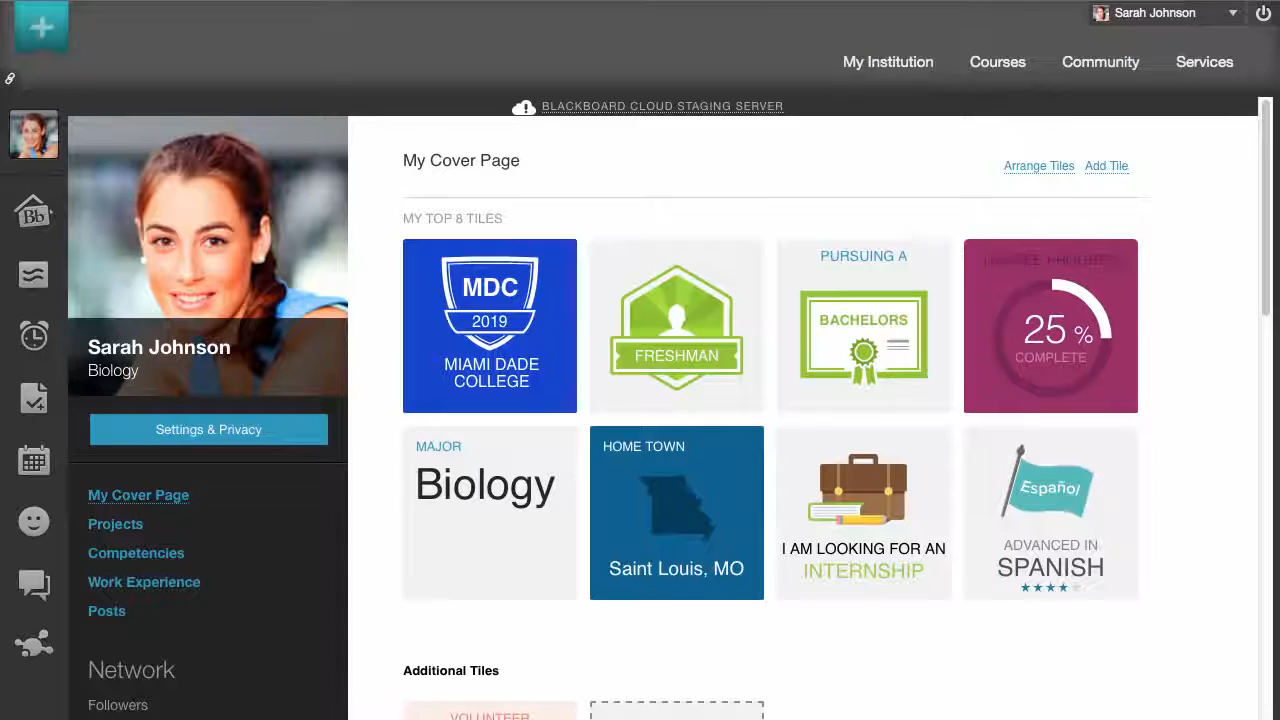 Sarah Johnson
My Institution
Courses
Community
Services
BLACKBOARD CLOUD STAGING SERVER
Bb
Sarah Johnson
Biology
Settings & Privacy
My Cover Page
Projects
Competencies
Work Experience
Posts
Network
Followers
My Cover Page
Arrange Tiles
Add Tile
MY TOP 8 TILES
MDC
2019
MIAMI DADE
COLLEGE
FRESHMAN
PURSUING A
BACHELORS
25 %
COMPLETE
MAJOR
Biology
HOME TOWN
Saint Louis, MO
I AM LOOKING FOR AN
INTERNSHIP
Español
ADVANCED IN
SPANISH
Additional Tiles
VOLUNTEER